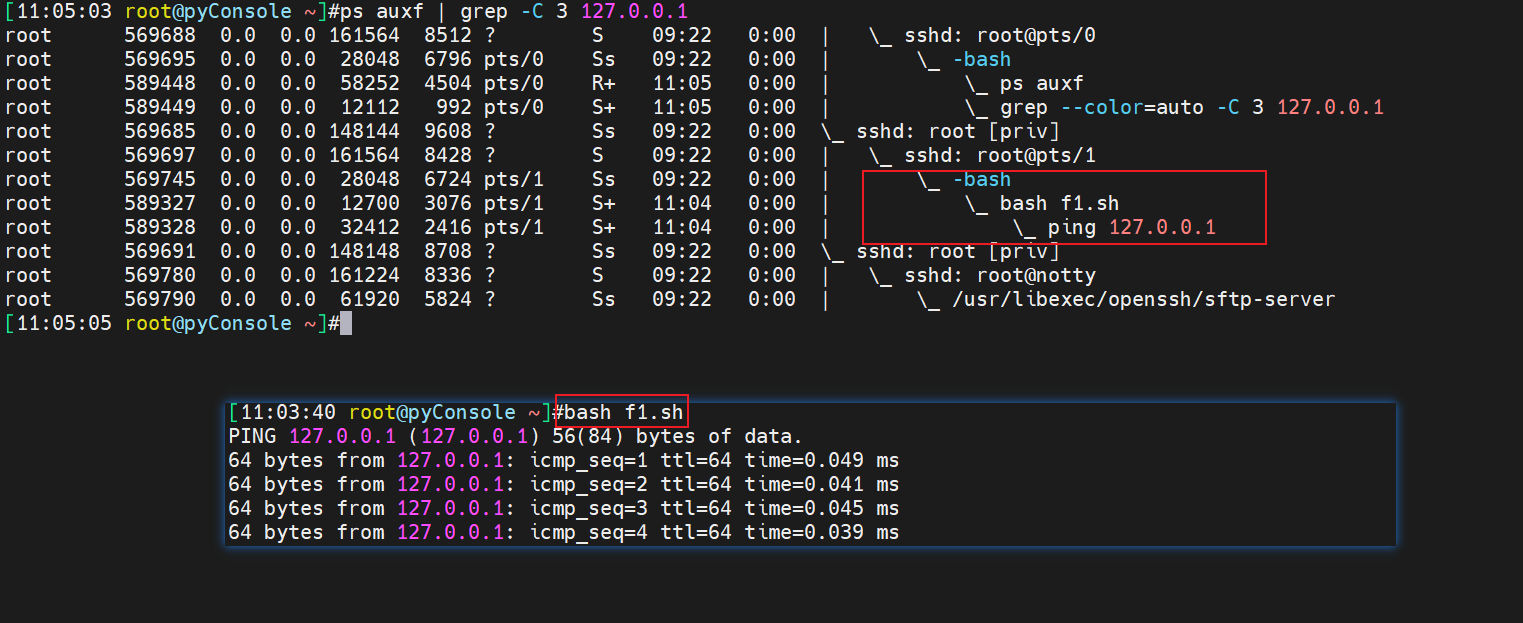 [11:05:03 root@pyConsole ~]#ps auxf | grep -C 3 127.0.0.1
root      569688  0.0  0.0 161564  8512 ?        S    09:22   0:00  |   \_ sshd: root@pts/0
root      569695  0.0  0.0  28048  6796 pts/0    Ss   09:22   0:00  |       \_ -bash
root      589448  0.0  0.0  58252  4504 pts/0    R+   11:05   0:00  |           \_ ps auxf
root      589449  0.0  0.0  12112   992 pts/0    S+   11:05   0:00  |           \_ grep --color=auto -C 3 127.0.0.1
root      569685  0.0  0.0 148144  9608 ?        Ss   09:22   0:00  \_ sshd: root [priv]
root      569697  0.0  0.0 161564  8428 ?        S    09:22   0:00  |   \_ sshd: root@pts/1
root      569745  0.0  0.0  28048  6724 pts/1    Ss   09:22   0:00  |       \_ -bash
root      589327  0.0  0.0  12700  3076 pts/1    S+   11:04   0:00  |           \_ bash f1.sh
root      589328  0.0  0.0  32412  2416 pts/1    S+   11:04   0:00  |               \_ ping 127.0.0.1
root      569691  0.0  0.0 148148  8708 ?        Ss   09:22   0:00  \_ sshd: root [priv]
root      569780  0.0  0.0 161224  8336 ?        S    09:22   0:00  |   \_ sshd: root@notty
root      569790  0.0  0.0  61920  5824 ?        Ss   09:22   0:00  |       \_ /usr/libexec/openssh/sftp-server
[11:05:05 root@pyConsole ~]#
[11:03:40 root@pyConsole ~]#bash f1.sh
PING 127.0.0.1 (127.0.0.1) 56(84) bytes of data.
64 bytes from 127.0.0.1: icmp_seq=1 ttl=64 time=0.049 ms
64 bytes from 127.0.0.1: icmp_seq=2 ttl=64 time=0.041 ms
64 bytes from 127.0.0.1: icmp_seq=3 ttl=64 time=0.045 ms
64 bytes from 127.0.0.1: icmp_seq=4 ttl=64 time=0.039 ms